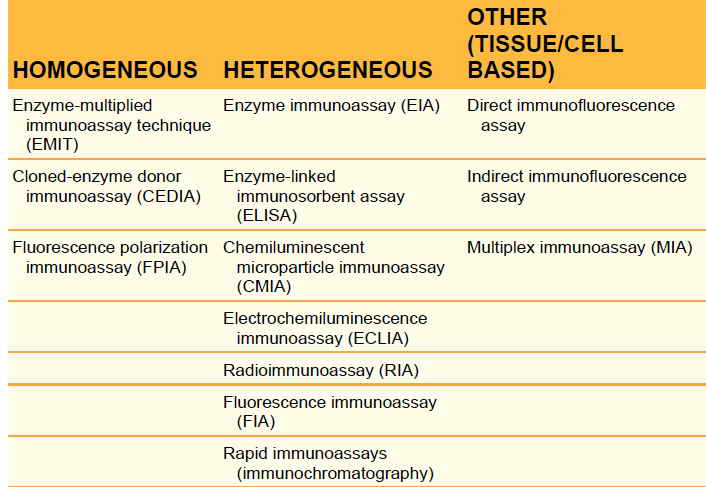 HOMOGENEOUS
HETEROGENEOUS
OTHER
(TISSUE/CELL
BASED)
Enzyme-multiplied
immunoassay technique
(EMIT)
Enzyme immunoassay (EIA)
Direct immunofluorescence
assay
Cloned-enzyme donor
immunoassay (CEDIA)
Enzyme-linked
immunosorbent assay
(ELISA)
Indirect immunofluorescence
assay
Fluorescence polarization
immunoassay (FPIA)
Chemiluminescent
microparticle immunoassay
(CMIA)
Multiplex immunoassay (MIA)
Electrochemiluminescence
immunoassay (ECLIA)
Radioimmunoassay (RIA)
Fluorescence immunoassay
(FIA)
Rapid immunoassays
(immunochromatography)